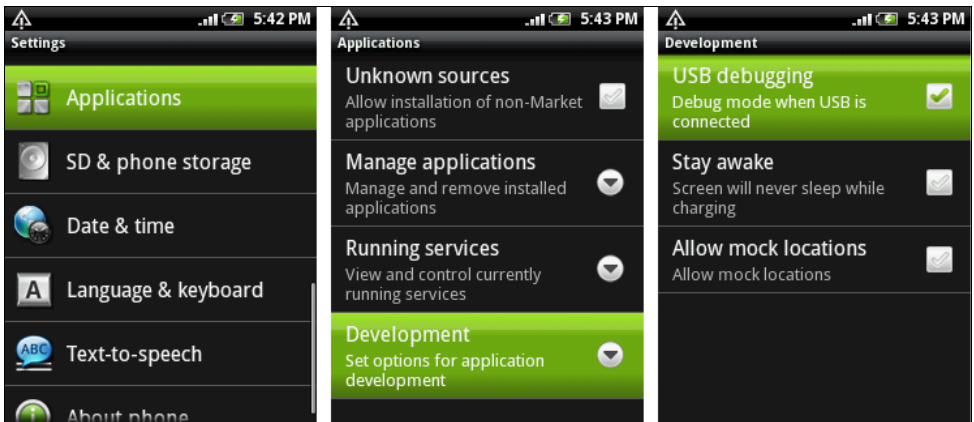 5:42 PM
Settings
Applications
SD & phone storage
Date & time
A
Language & keyboard
ABC
Text-to-speech
About phone
5:43 PM
Applications
Unknown sources
Allow installation of non-Market
applications
Manage applications
Manage and remove installed
applications
Running services
View and control currently
running services
Development
Set options for application
development
5:43 PM
Development
USB debugging
Debug mode when USB is
connected
Stay awake
Screen will never sleep while
charging
Allow mock locations
Allow mock locations